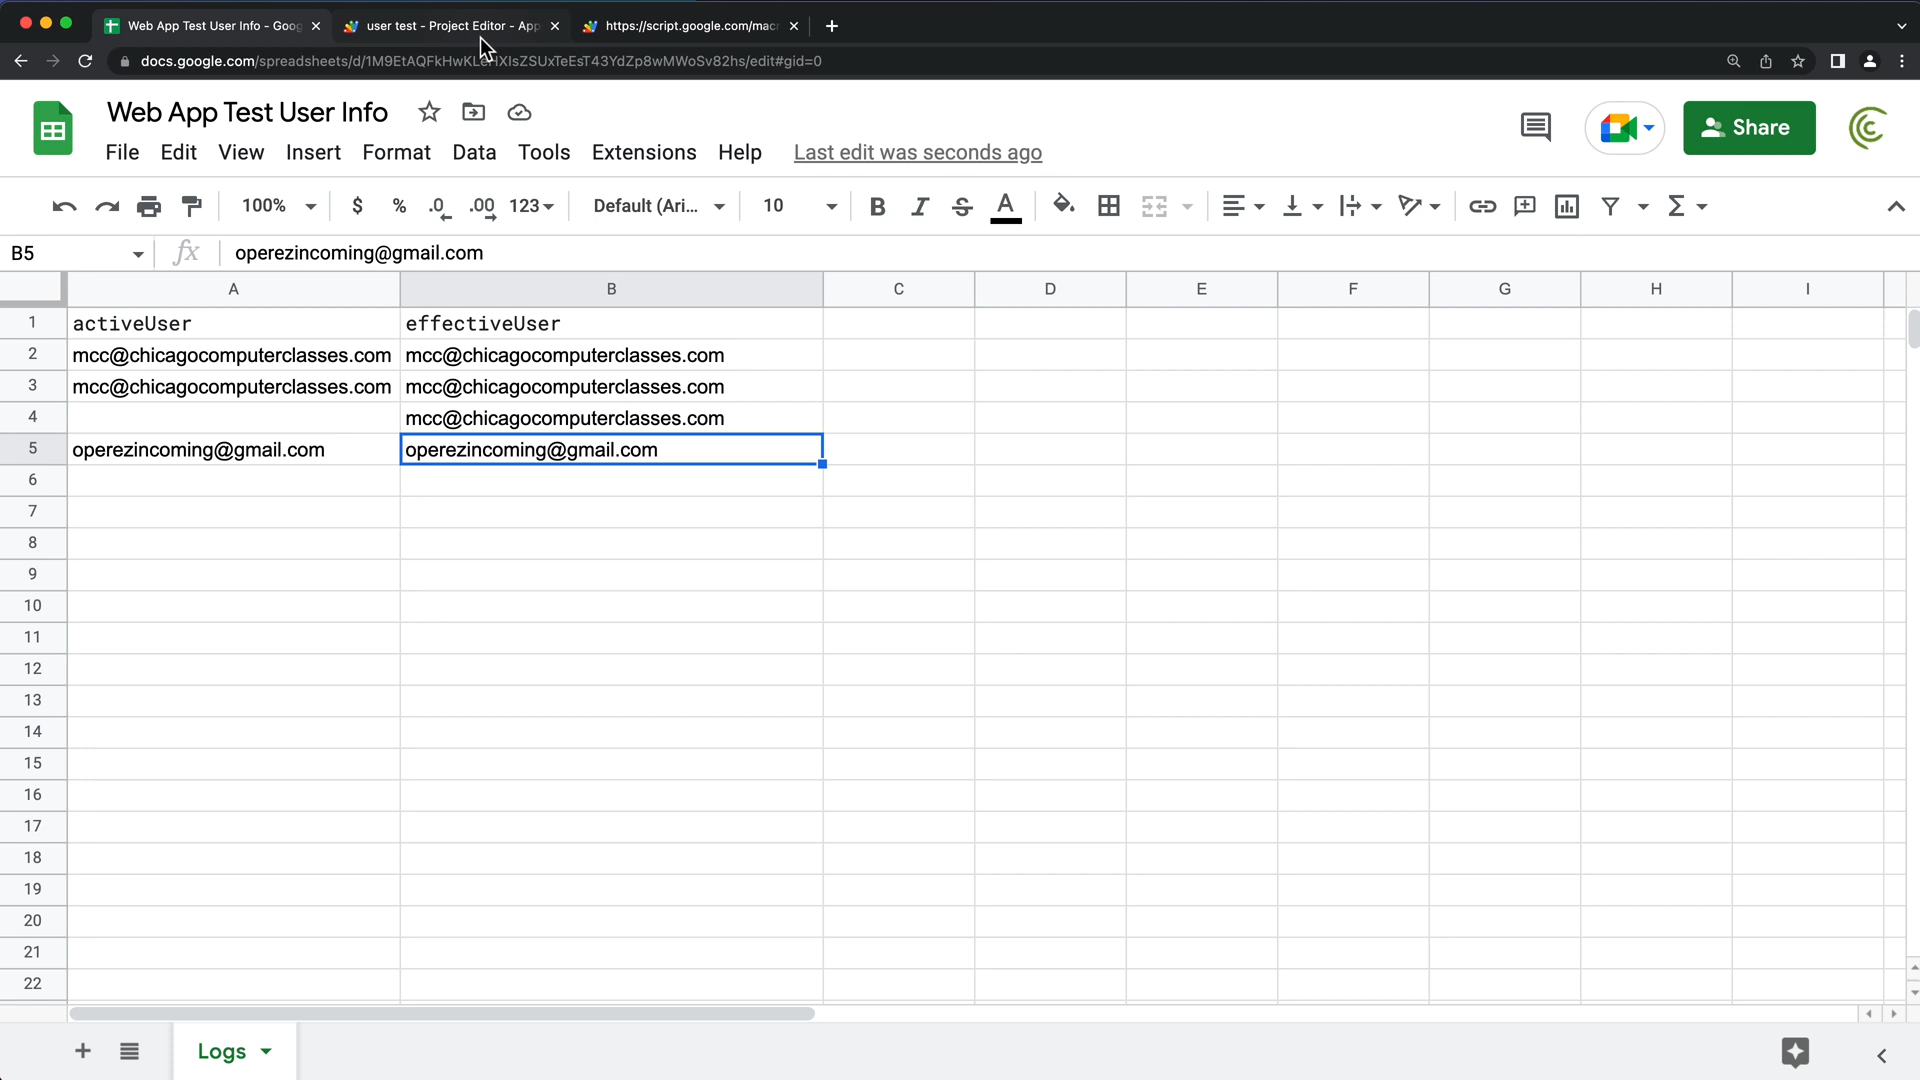 Web App Test User Info - Goog
user test - Project Editor - App
https://script.google.com/macr
docs.google.com/spreadsheets/d/1M9EtAQFkHwKLeHXIsZSUxTeEsT43YdZp8wMWoSv82hs/edit#gid=0
Web App Test User Info
File Edit View Insert Format Data Tools Extensions Help Last edit was seconds ago
Share
100% $ % .0 .00 123 Default (Ari... 10 B I S A
B5 fx operezincoming@gmail.com
A B C D E F G H I
1 activeUser effectiveUser
2 mcc@chicagocomputerclasses.com mcc@chicagocomputerclasses.com
3 mcc@chicagocomputerclasses.com mcc@chicagocomputerclasses.com
4 mcc@chicagocomputerclasses.com
5 operezincoming@gmail.com operezincoming@gmail.com
6
7
8
9
10
11
12
13
14
15
16
17
18
19
20
21
22
Logs